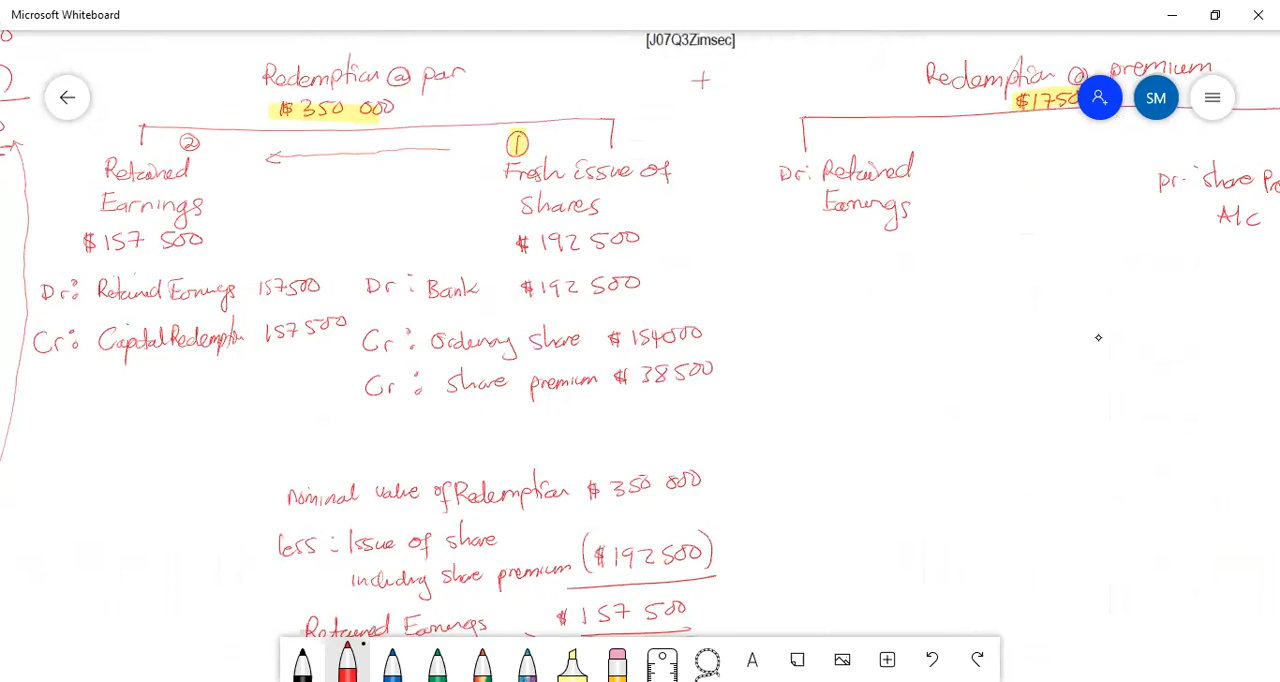 Microsoft Whiteboard
[J07Q3Zimsec]
Redemption @ par
$ 350 000
+
Redemption @ premium
$175
SM
②
①
Retained
Earnings
$ 157 500
Fresh issue of
Shares
$ 192 500
Dr: Retained
Earnings
Dr: Share Pre
A/c
Dr: Retained Earnings 157500
Cr: Capital Redemption 157500
Dr: Bank $192 500
Cr: Ordenary share $ 154000
Cr: share premium $ 38500
Nominal value of Redemption $ 350 000
less: Issue of share
including share premium ($192500)
Retained Earnings $ 157 500
A